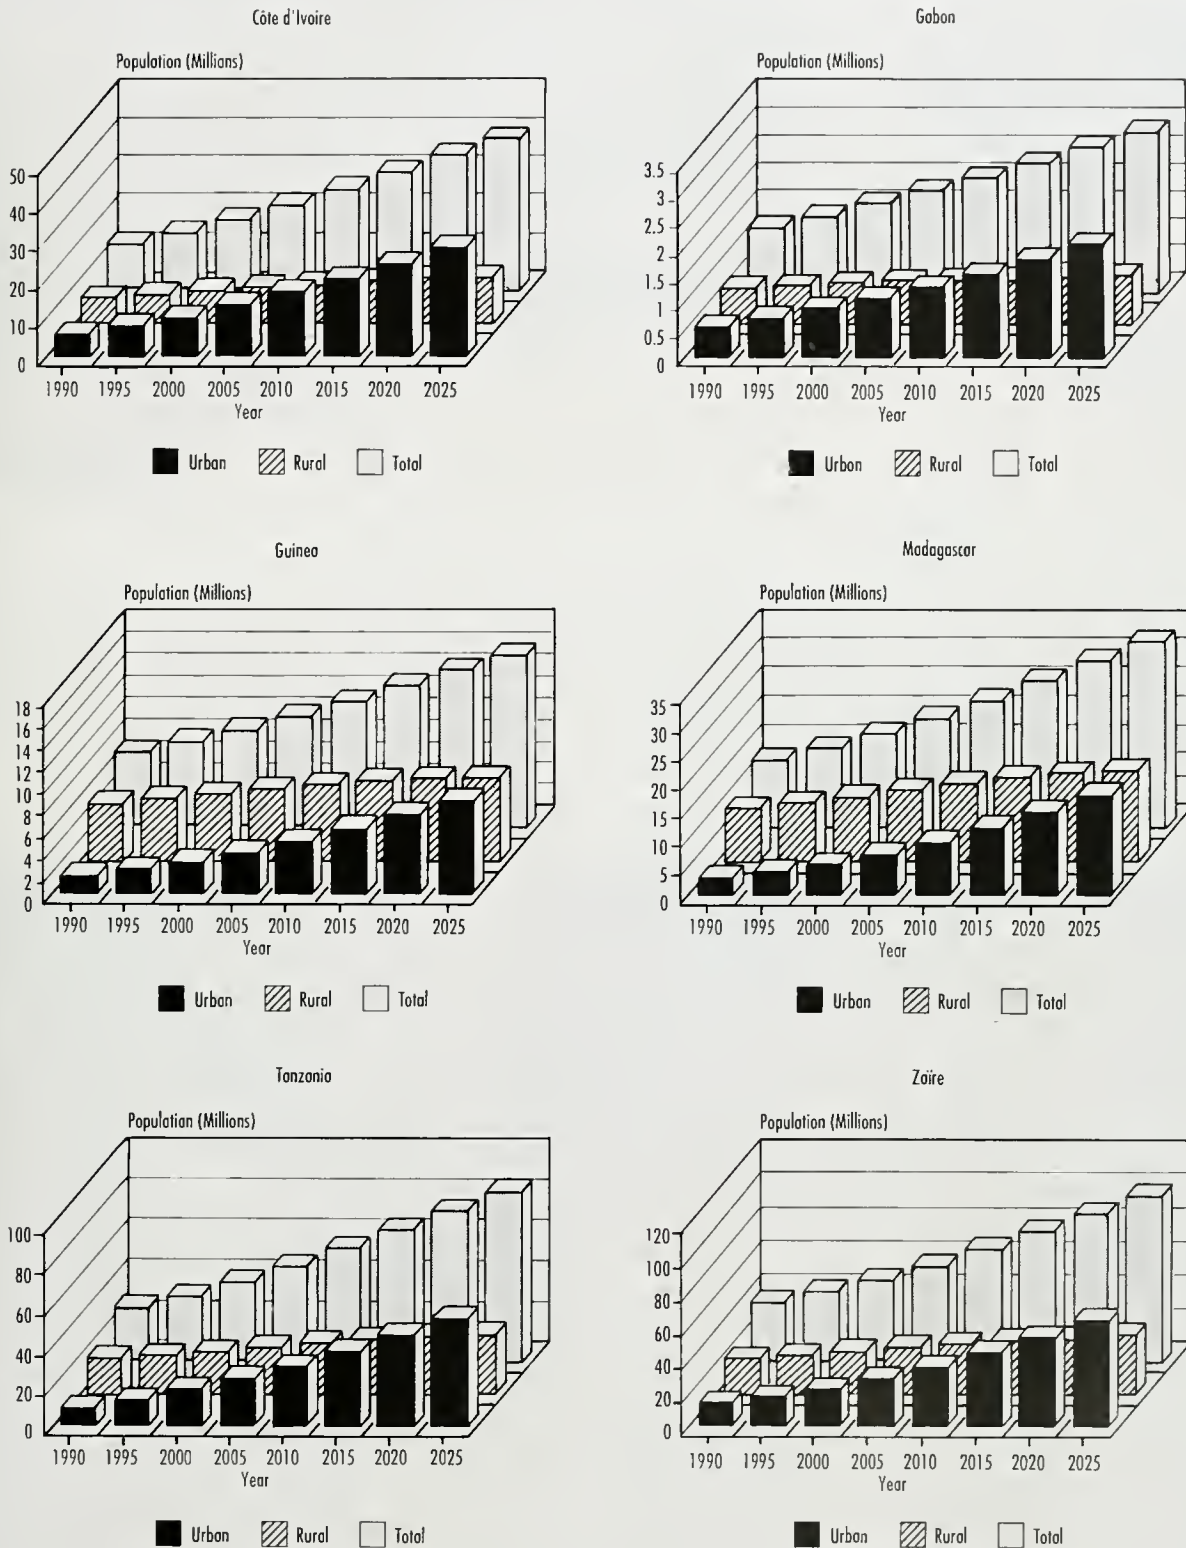 Côte d'Ivoire
Population (Millions)
50
40
30
20
10
0
1990 1995 2000 2005 2010 2015 2020 2025
Year
Urban Rural Total
Gabon
Population (Millions)
3.5
3
2.5
2
1.5
1
0.5
0
1990 1995 2000 2005 2010 2015 2020 2025
Year
Urban Rural Total
Guinea
Population (Millions)
18
16
14
12
10
8
6
4
2
0
1990 1995 2000 2005 2010 2015 2020 2025
Year
Urban Rural Total
Madagascar
Population (Millions)
35
30
25
20
15
10
5
0
1990 1995 2000 2005 2010 2015 2020 2025
Year
Urban Rural Total
Tanzania
Population (Millions)
100
80
60
40
20
0
1990 1995 2000 2005 2010 2015 2020 2025
Year
Urban Rural Total
Zaïre
Population (Millions)
120
100
80
60
40
20
0
1990 1995 2000 2005 2010 2015 2020 2025
Year
Urban Rural Total